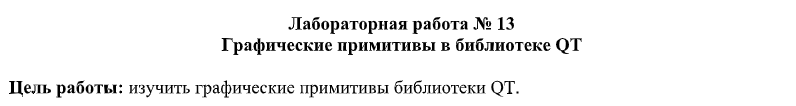 Лабораторная работа № 13
Графические примитивы в библиотеке QT
Цель работы: изучить графические примитивы библиотеки QT.